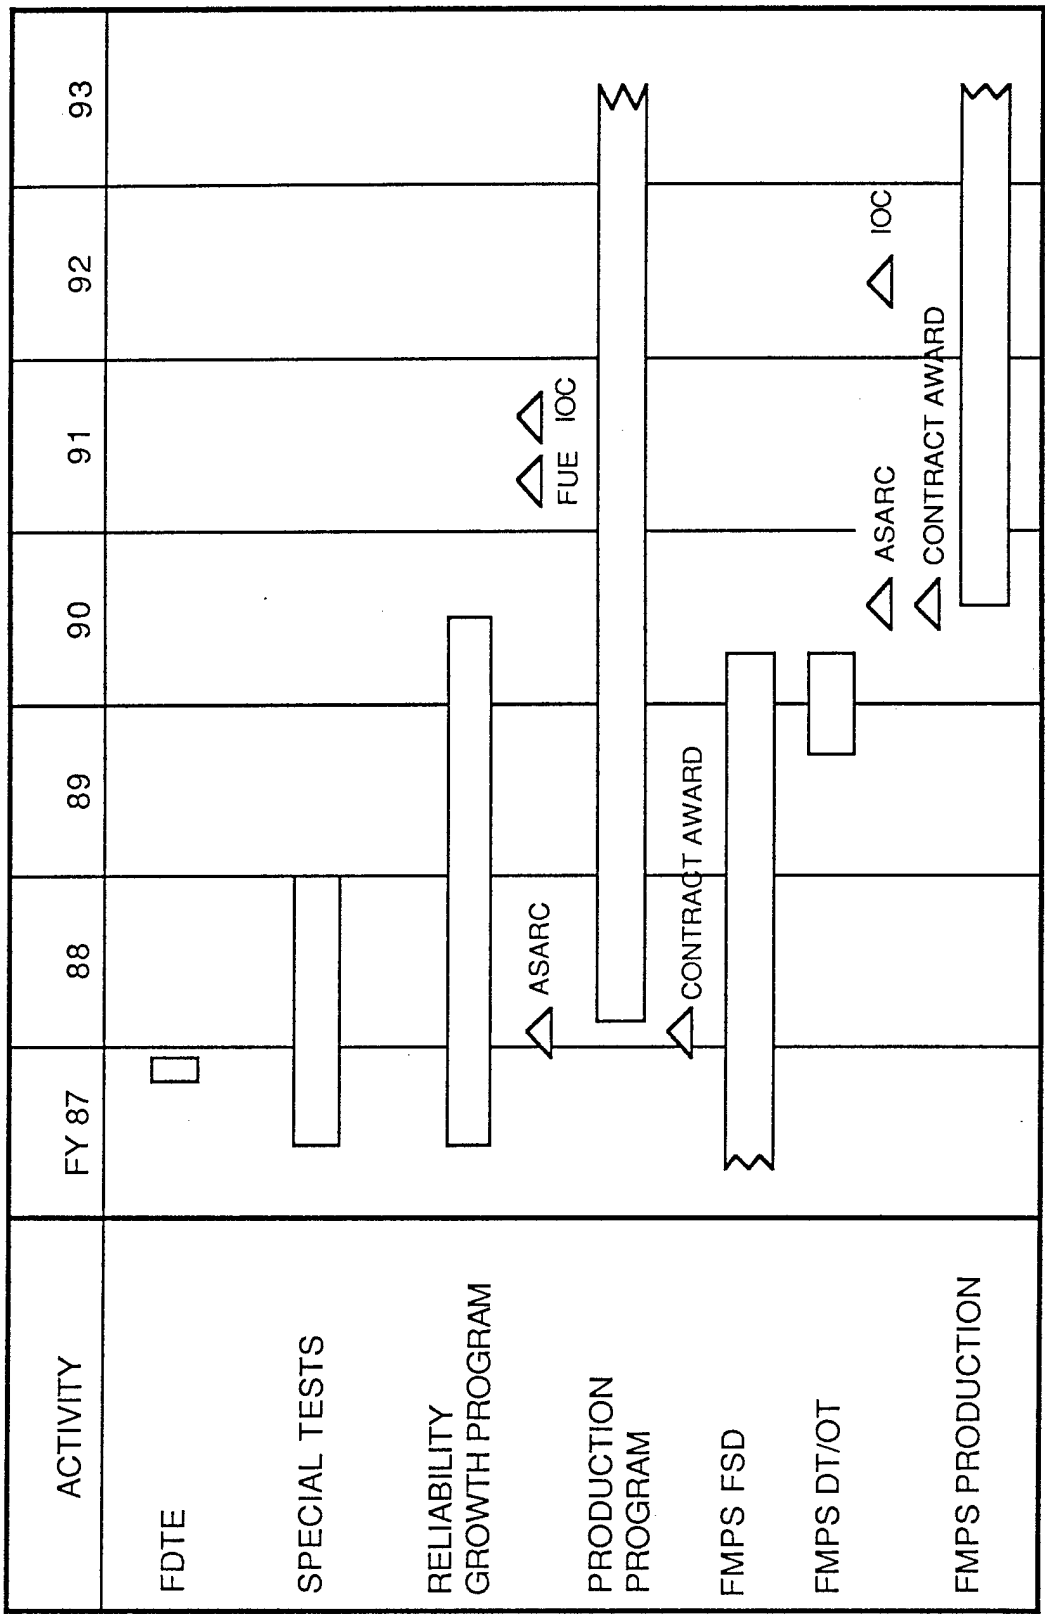 ACTIVITY
FY 87
88
89
90
91
92
93
FDTE
SPECIAL TESTS
RELIABILITY
GROWTH PROGRAM
ASARC
FUE
IOC
PRODUCTION
PROGRAM
CONTRACT AWARD
FMPS FSD
FMPS DT/OT
ASARC
IOC
CONTRACT AWARD
FMPS PRODUCTION